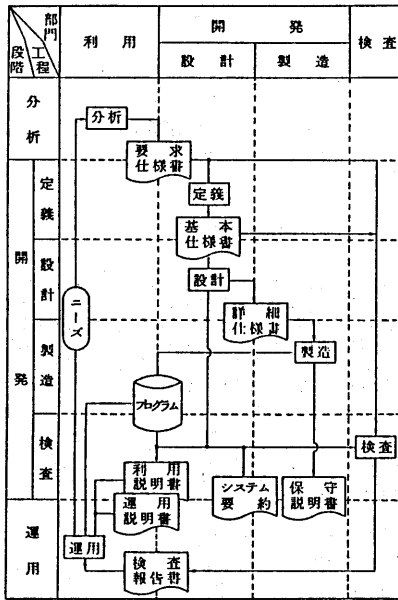 部門
工程
段階
利用
開発
設計
製造
検査
分析
分析
要求
仕様書
開発
定義
定義
基本
仕様書
設計
設計
詳細
仕様書
ニーズ
製造
製造
プログラム
検査
検査
利用
説明書
運用
説明書
システム
要約
保守
説明書
運用
運用
検査
報告書